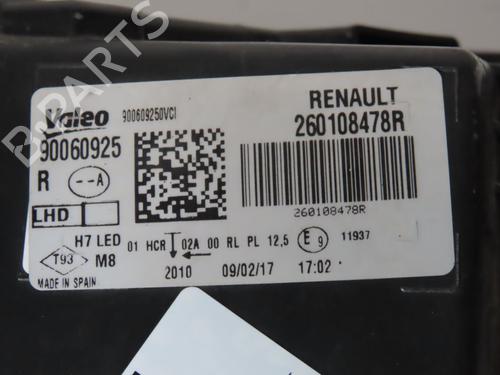 B-PARTS
Valeo
900609250VCI
RENAULT
90060925
260108478R
R --A
260108478R
LHD
H7 LED 01 HCR 02A 00 RL PL 12,5 E9 11937
T93 M8
2010 09/02/17 17:02
MADE IN SPAIN